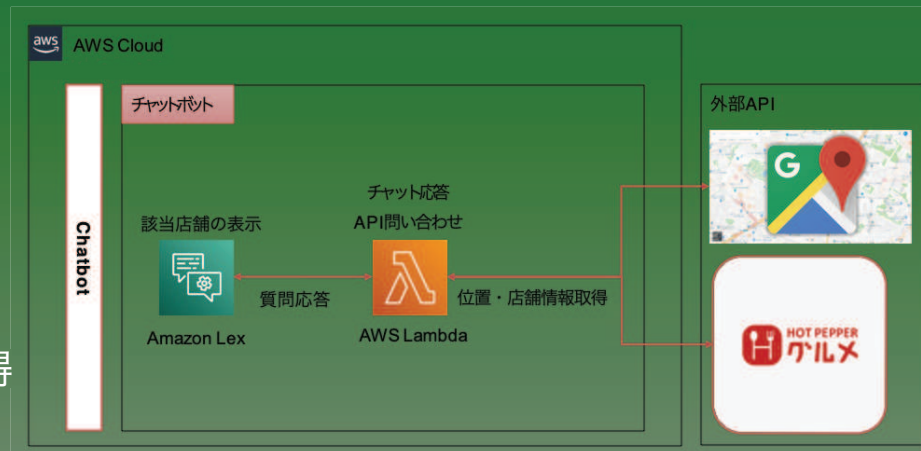 aws AWS Cloud
チャットボット
外部API
Chatbot
チャット応答
API問い合わせ
該当店舗の表示
質問応答
位置・店舗情報取得
Amazon Lex
AWS Lambda
G
HOT PEPPER
グルメ
得